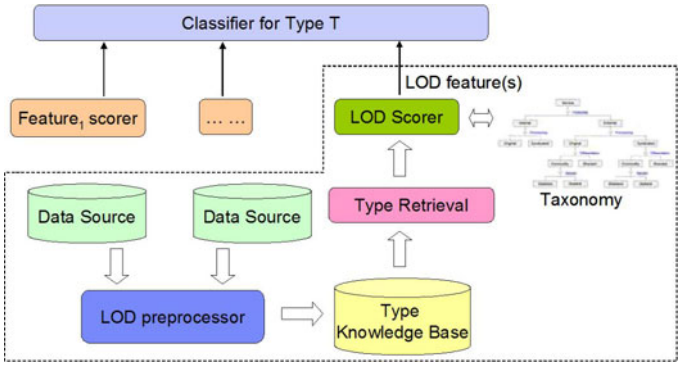 Classifier for Type T
LOD feature(s)
Feature1 scorer
... ...
LOD Scorer
Taxonomy
Data Source
Data Source
Type Retrieval
LOD preprocessor
Type
Knowledge Base